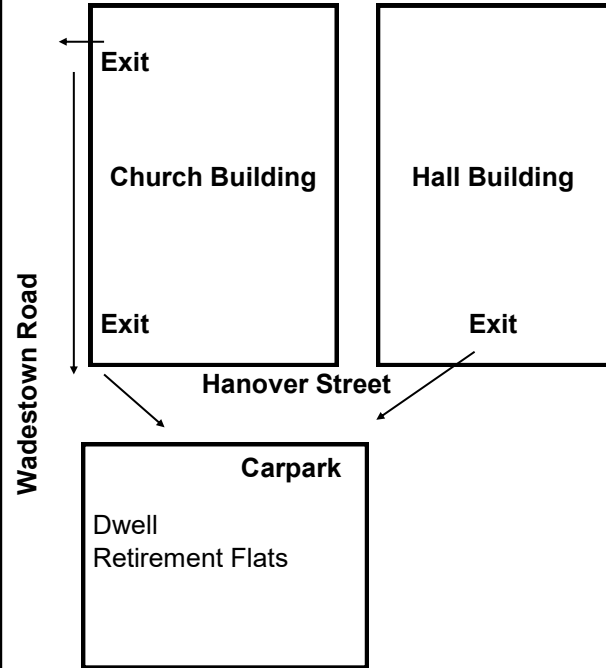 Exit
Church Building
Hall Building
Exit
Exit
Wadestown Road
Hanover Street
Carpark
Dwell
Retirement Flats